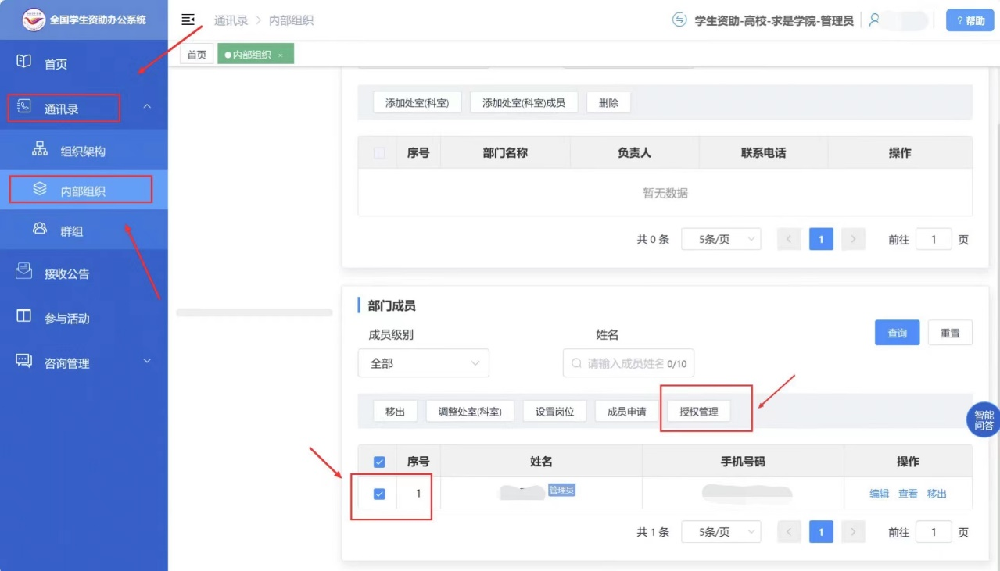 全国学生资助办公系统
通讯录 > 内部组织
学生资助-高校-求是学院-管理员
? 帮助
首页
内部组织 ×
首页
通讯录
组织架构
内部组织
群组
接收公告
参与活动
咨询管理
添加处室(科室) 添加处室(科室)成员 删除
序号 部门名称 负责人 联系电话 操作
暂无数据
共 0 条 5条/页 < 1 > 前往 1 页
部门成员
成员级别 姓名
全部 请输入成员姓名 0/10 查询 重置
移出 调整处室(科室) 设置岗位 成员申请 授权管理
智能
问答
序号 姓名 手机号码 操作
1 管理员 编辑 查看 移出
共 1 条 5条/页 < 1 > 前往 1 页